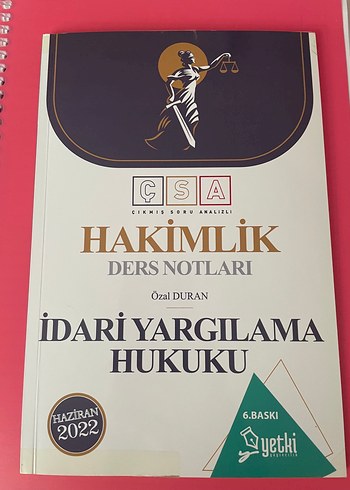 ÇSA
ÇIKMIŞ SORU ANALİZLİ
HAKİMLİK
DERS NOTLARI
Özal DURAN
İDARİ YARGILAMA
HUKUKU
HAZİRAN
2022
6.BASKI
yetki
yayıncılık